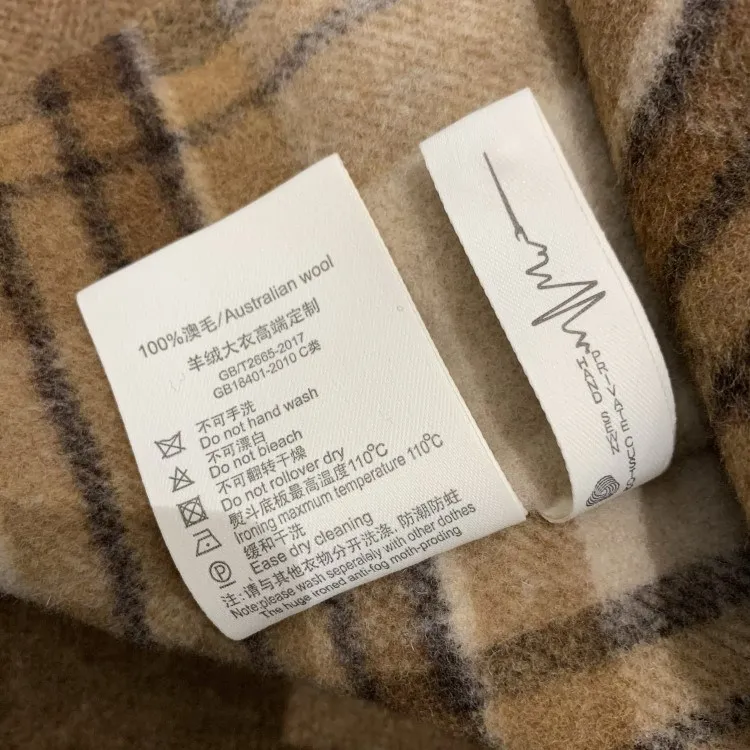 100%澳毛/Australian wool
羊绒大衣高端定制
GB/T2665-2017
GB18401-2010 C类
不可手洗
Do not hand wash
不可漂白
Do not bleach
不可翻转干燥
Do not rollover dry
熨斗底板最高温度110℃
Ironing maxmum temperature 110℃
缓和干洗
Ease dry cleaning
注:请与其他衣物分开洗涤, 防潮防蛀
Note:please wash seperalely with other dothes
The huge ironed anti-fog moth-proding
P
PRIVATE CUSTO
HAND SEWN